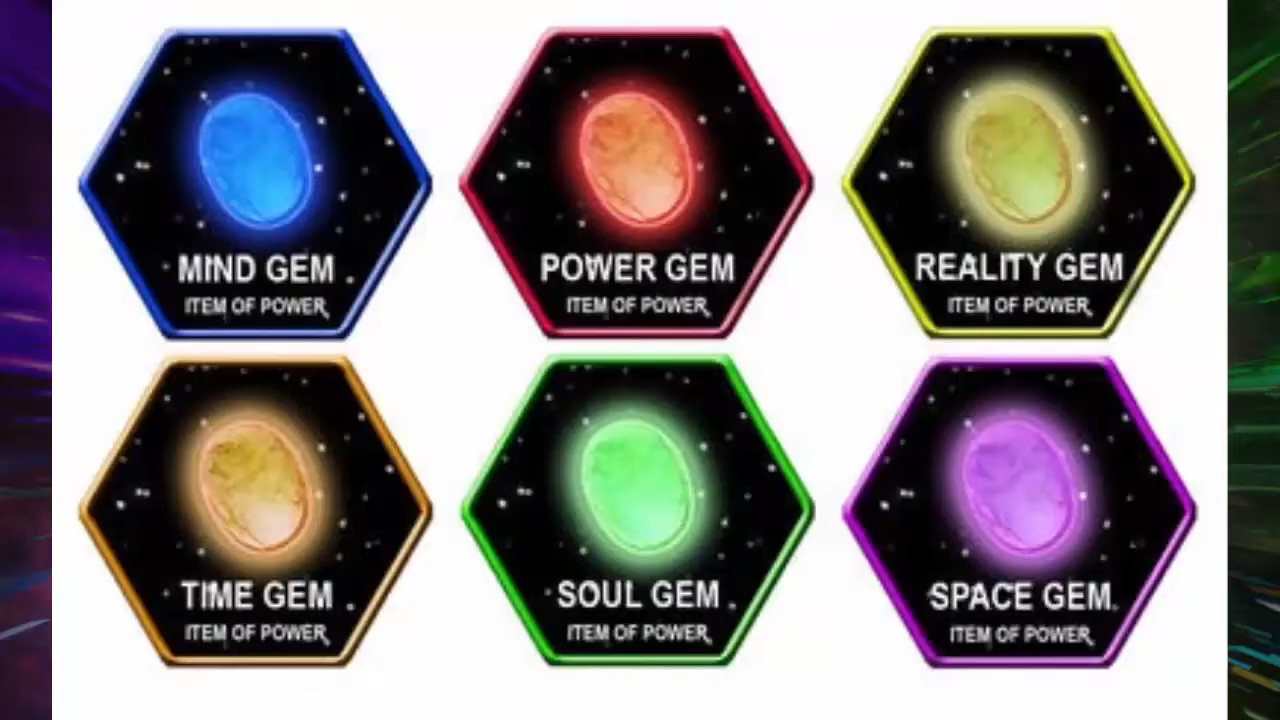 MIND GEM
ITEM OF POWER
POWER GEM
ITEM OF POWER
REALITY GEM
ITEM OF POWER
TIME GEM
ITEM OF POWER
SOUL GEM
ITEM OF POWER
SPACE GEM
ITEM OF POWER